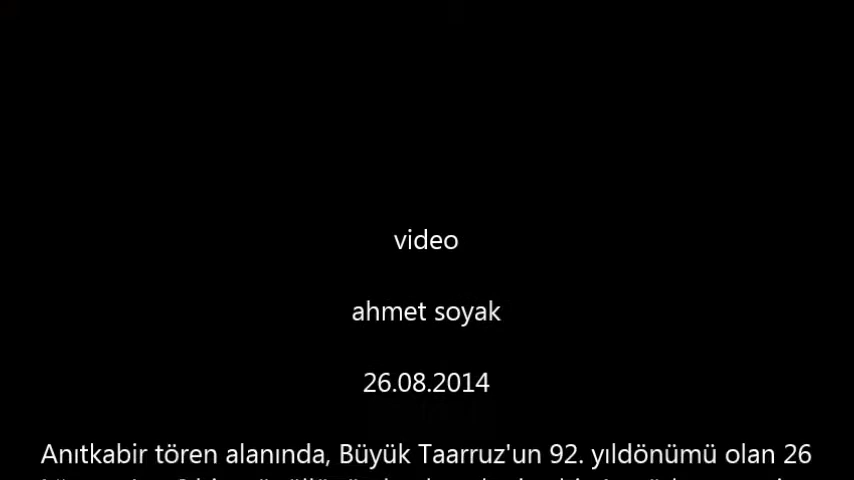 video
ahmet soyak
26.08.2014
Anıtkabir tören alanında, Büyük Taarruz'un 92. yıldönümü olan 26